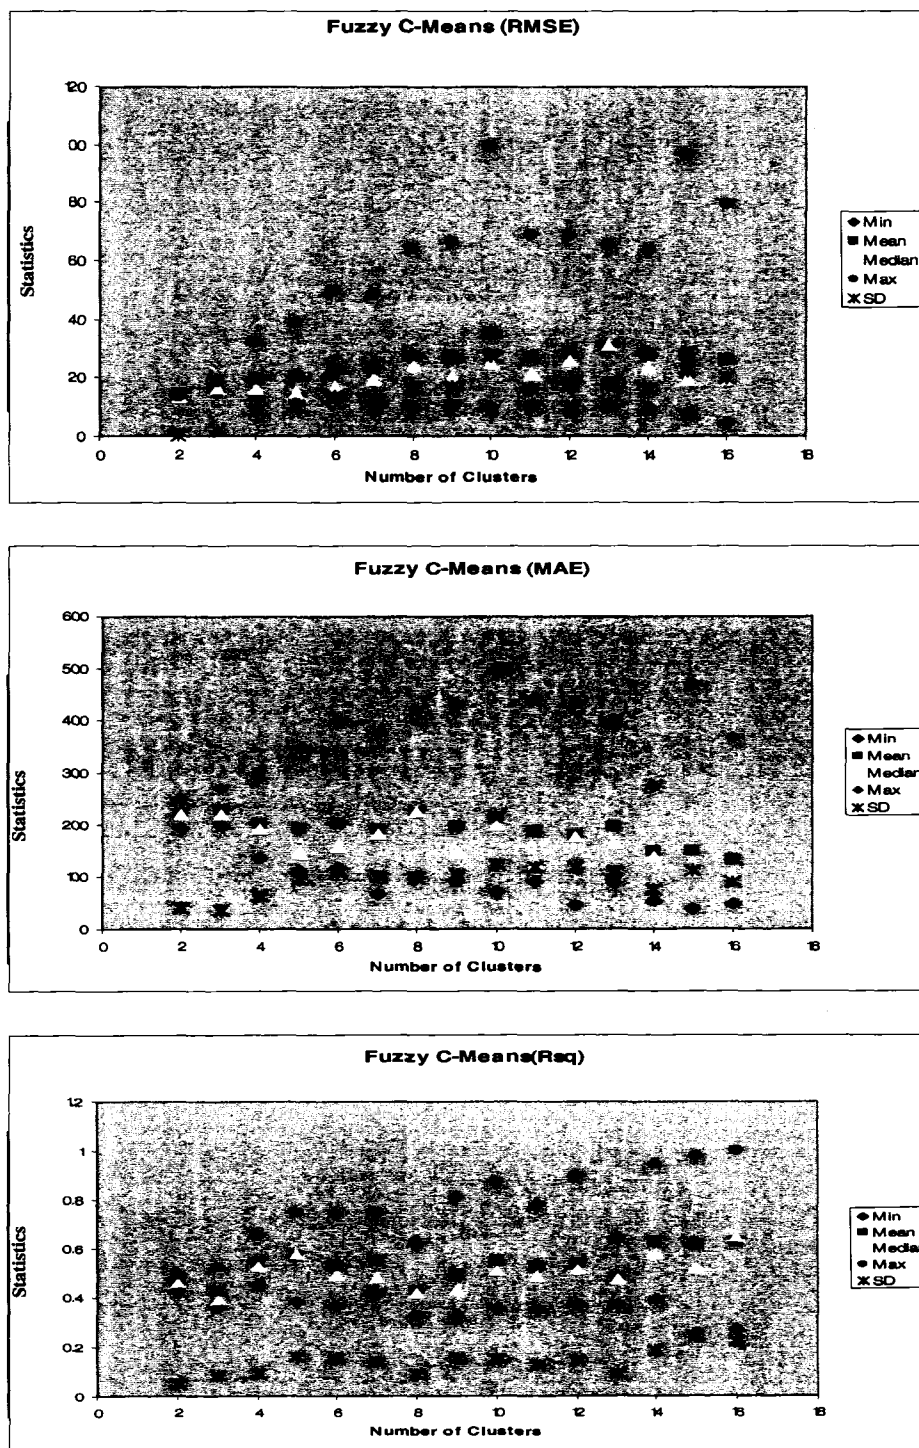 Fuzzy C-Means (RMSE)
120
00
80
60
40
20
0
0 2 4 6 8 10 12 14 16 18
Statistics
Number of Clusters
Min
Mean
Median
Max
SD
Fuzzy C-Means (MAE)
600
500
400
300
200
100
0
0 2 4 6 8 10 12 14 16 18
Statistics
Number of Clusters
Min
Mean
Median
Max
SD
Fuzzy C-Means(Rsq)
1.2
1
0.8
0.6
0.4
0.2
0
0 2 4 6 8 10 12 14 16 18
Statistics
Number of Clusters
Min
Mean
Median
Max
SD